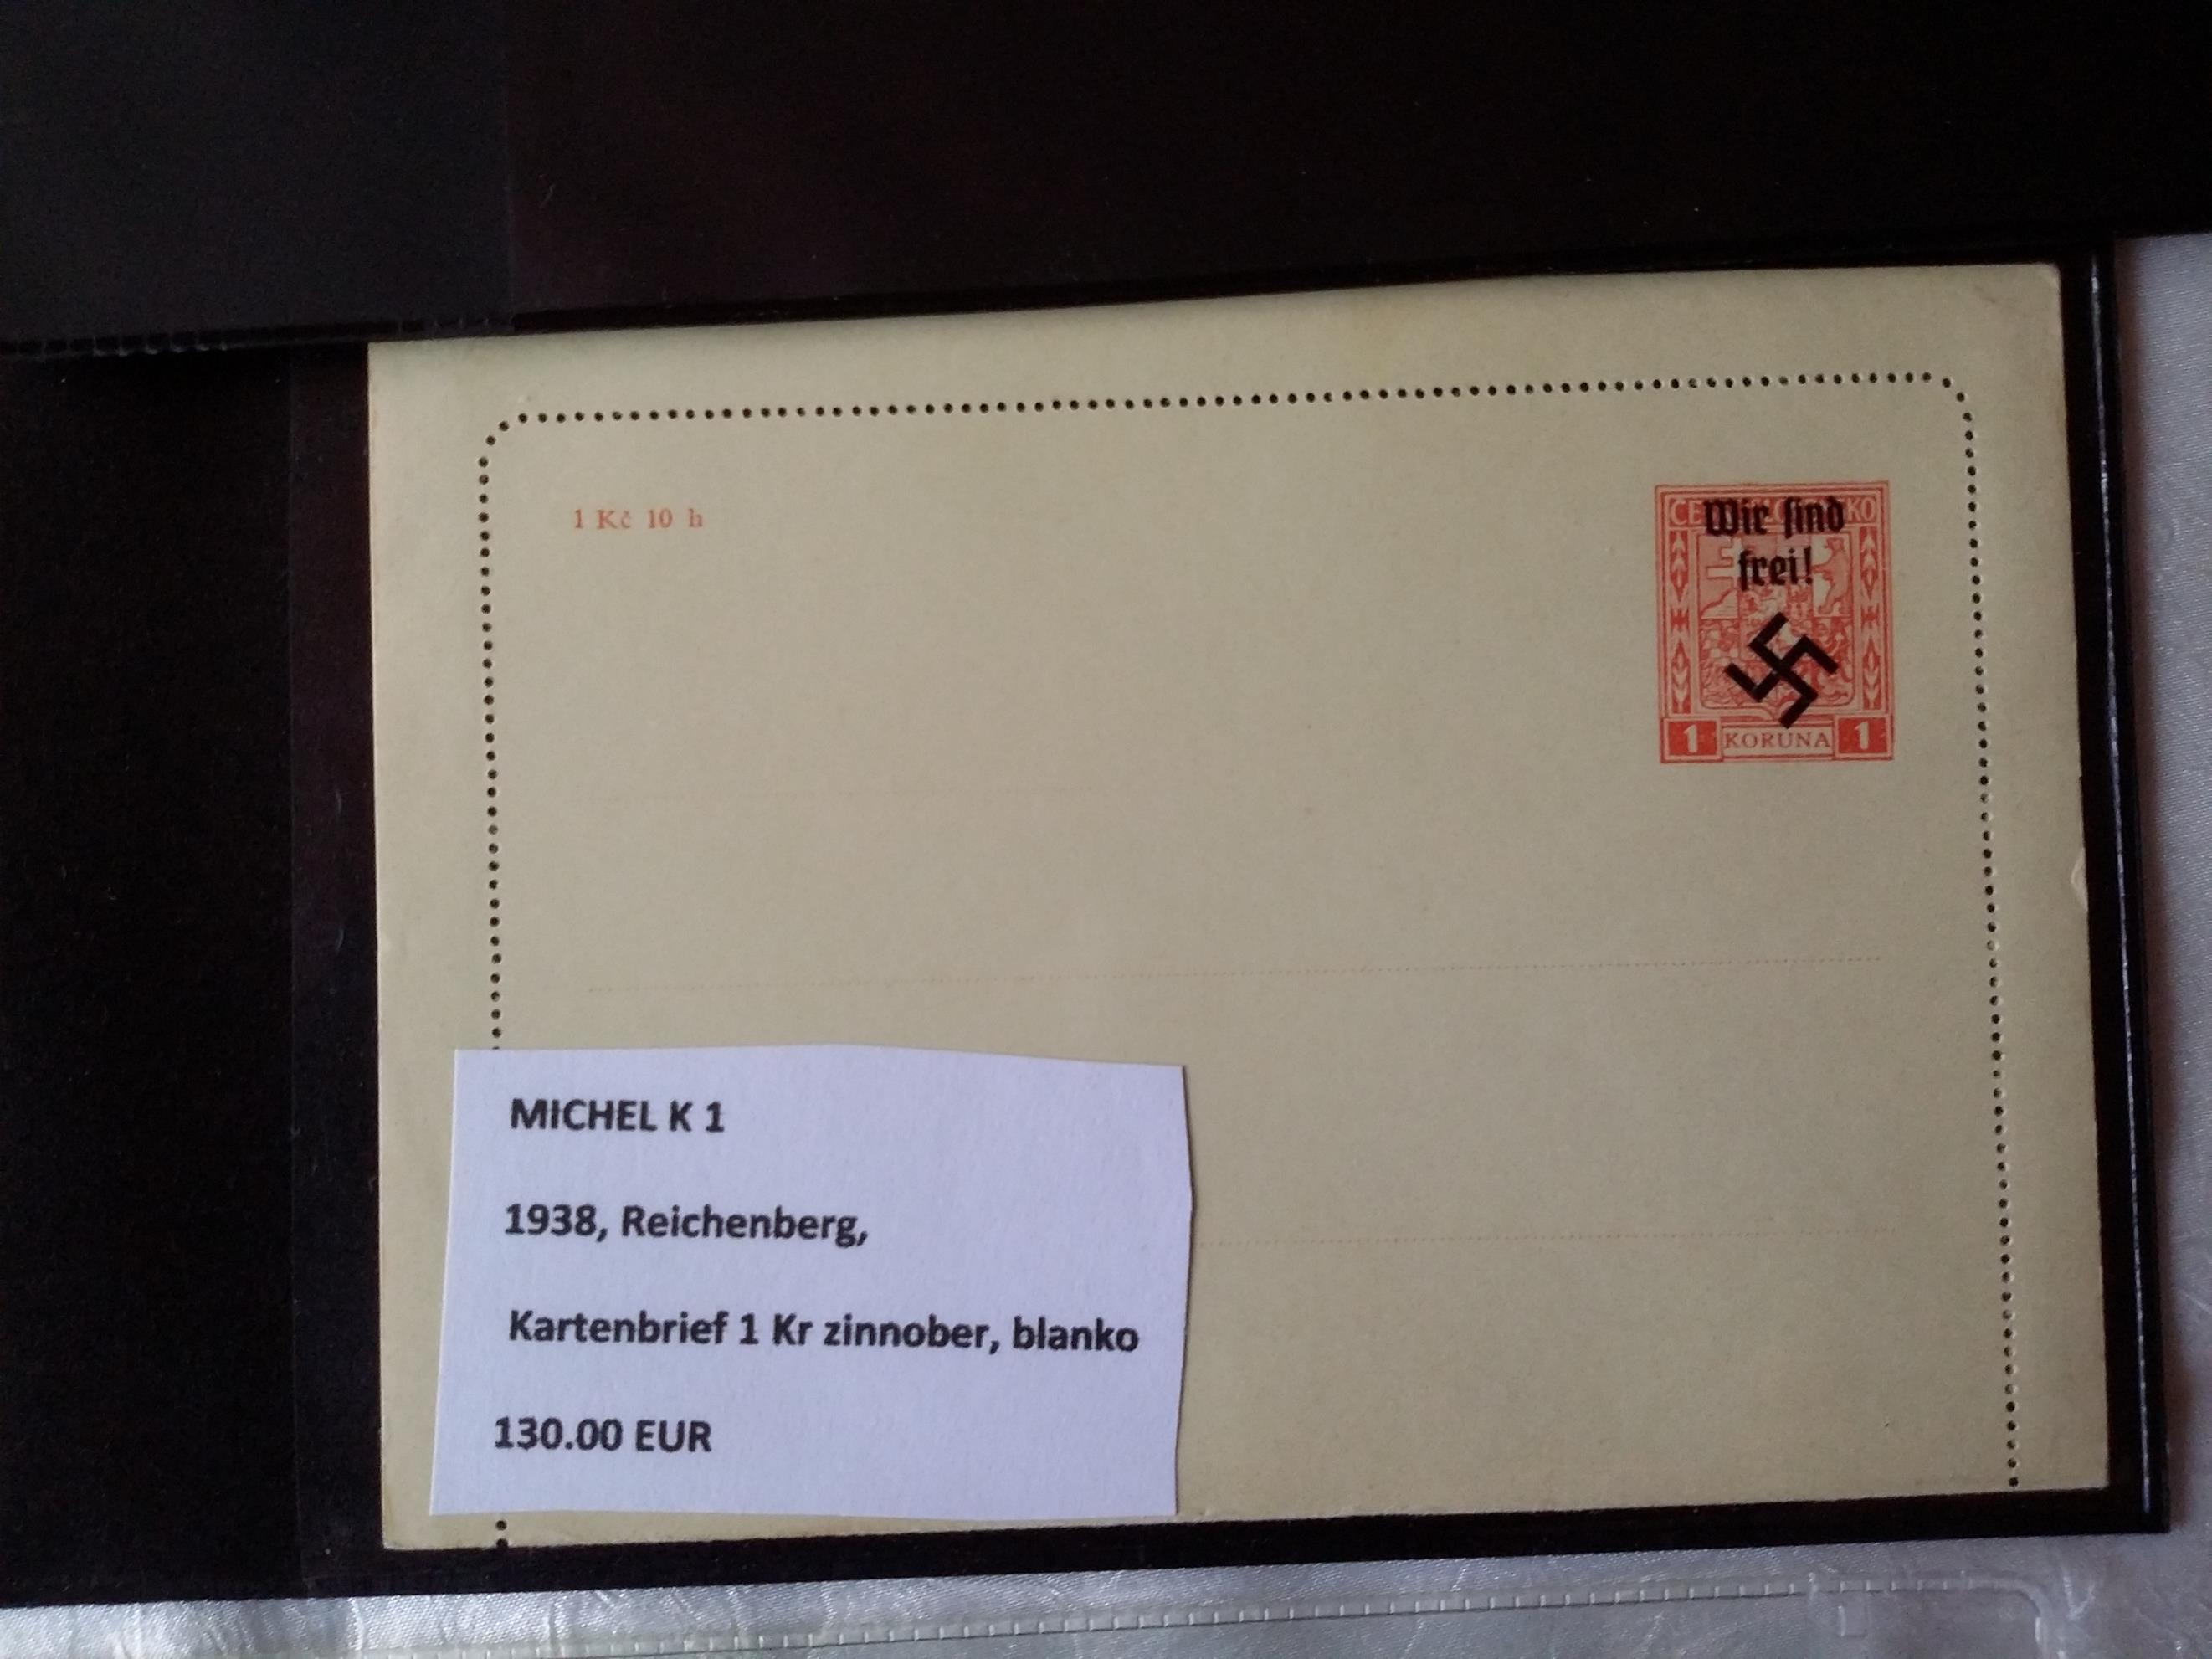 1 Kč 10 h
Wir sind
frei!
1 KORUNA 1
MICHEL K 1
1938, Reichenberg,
Kartenbrief 1 Kr zinnober, blanko
130.00 EUR